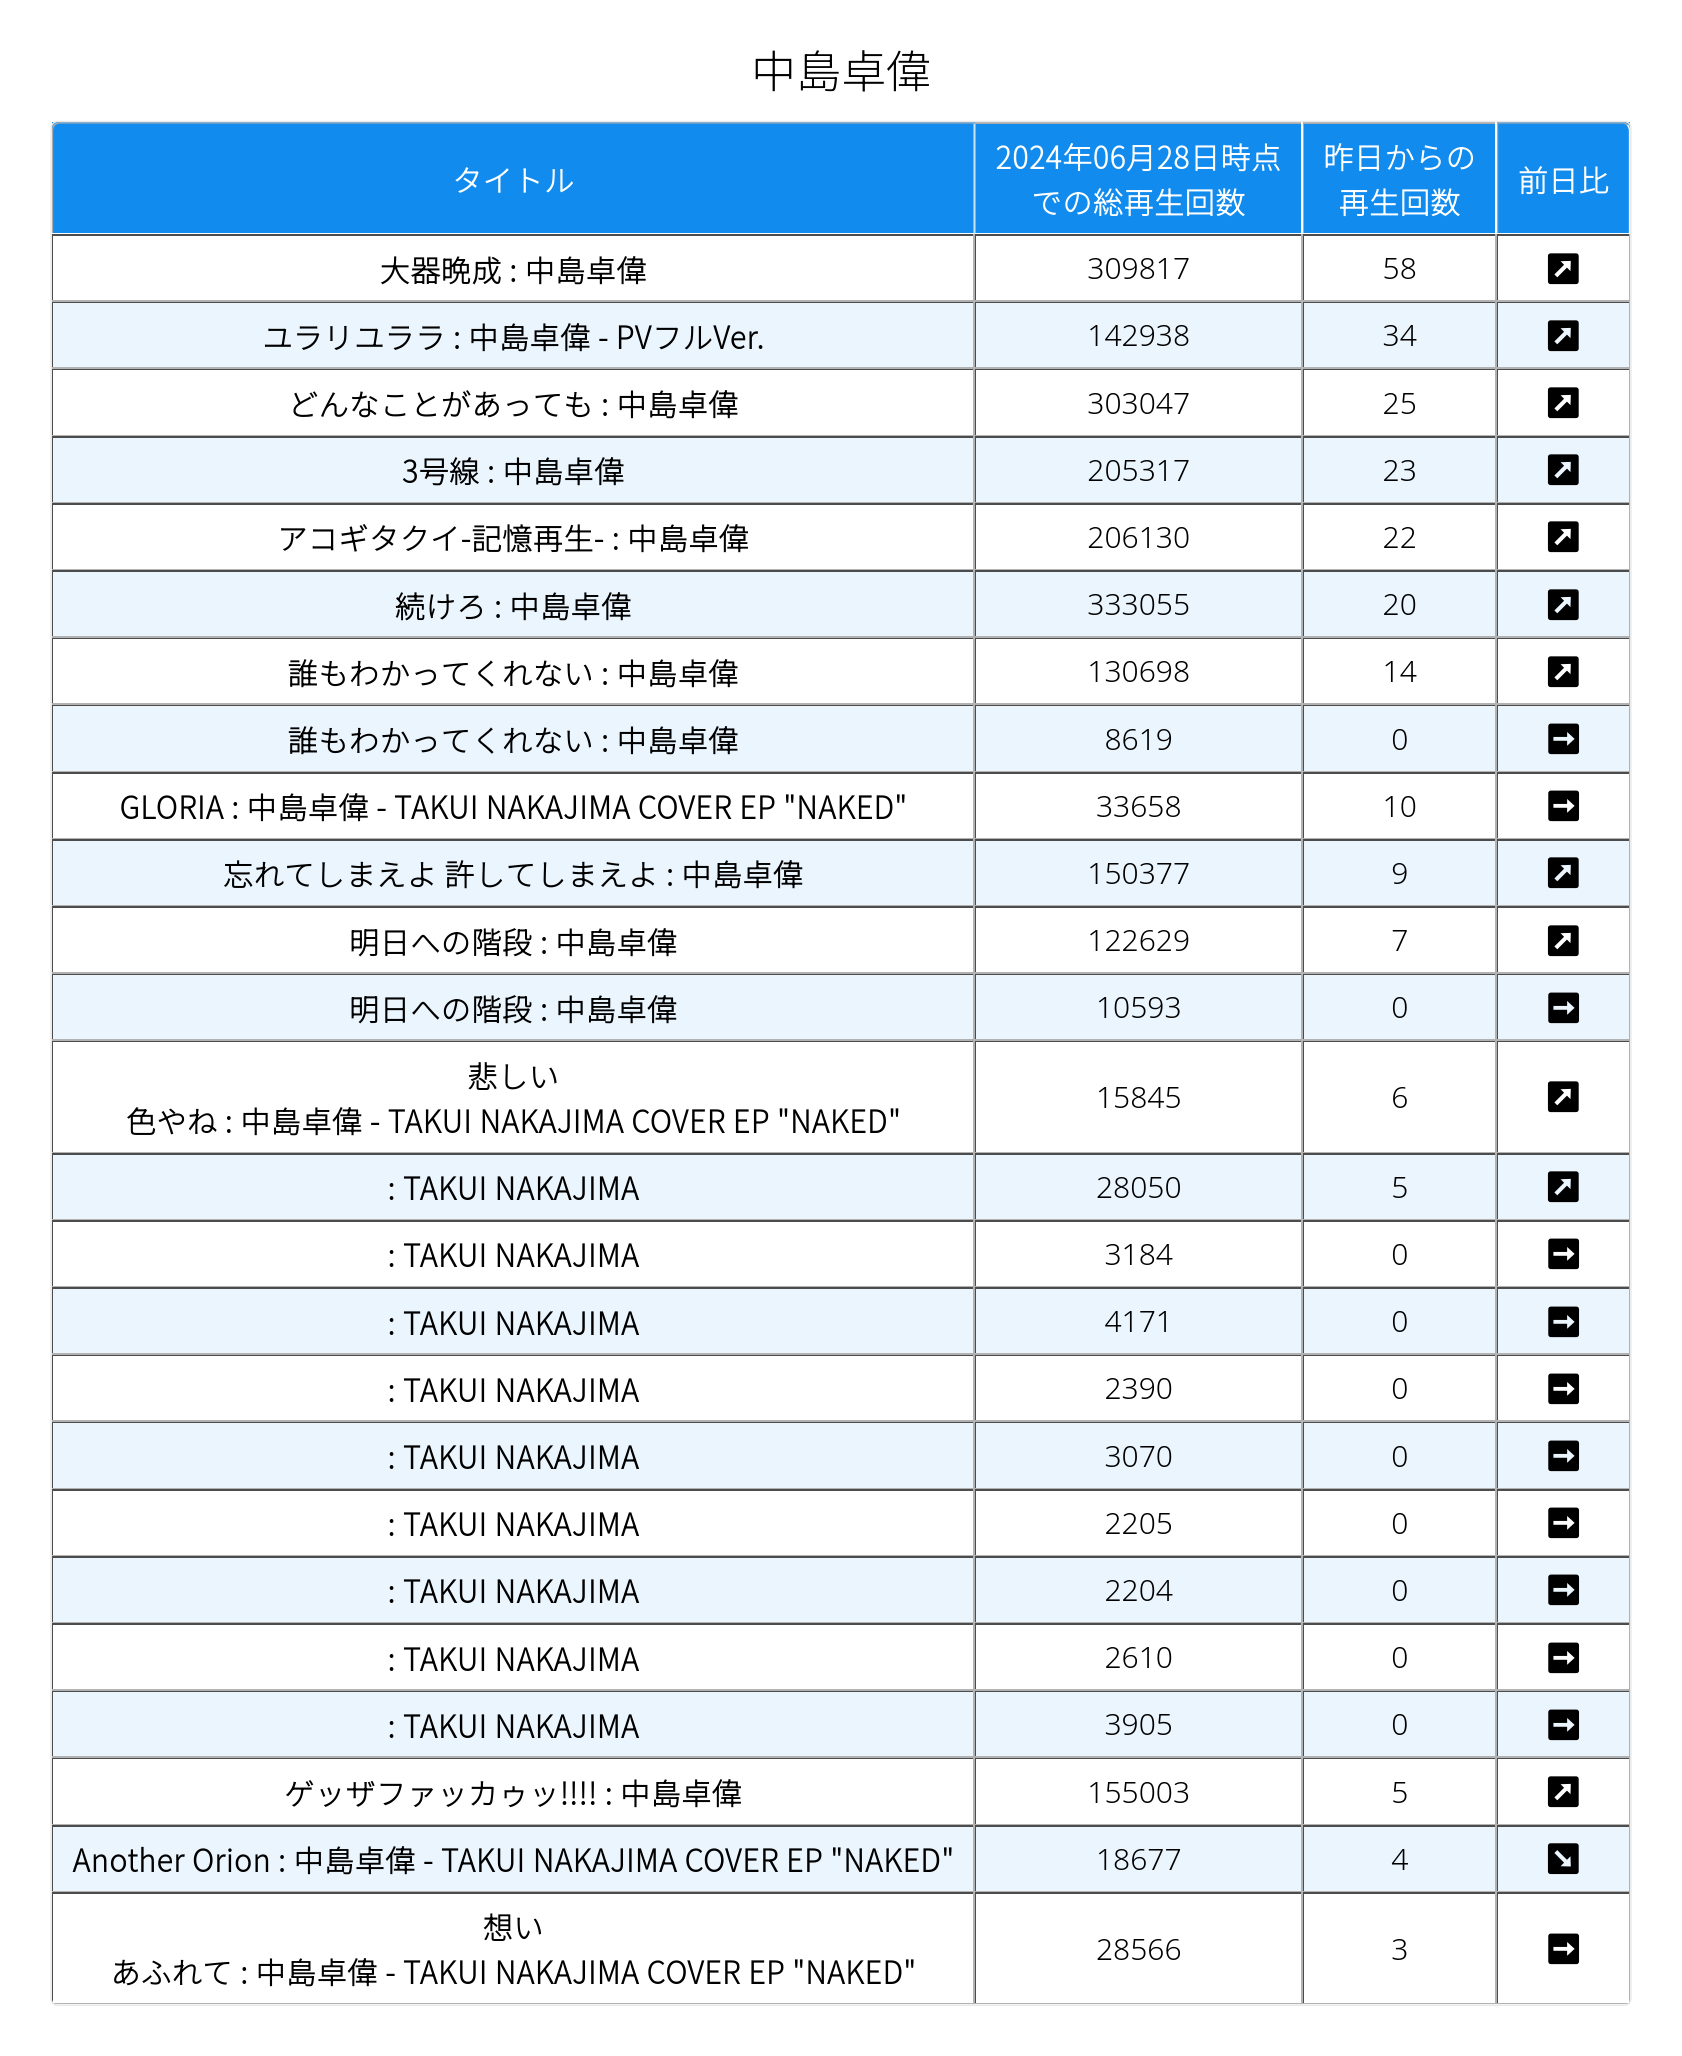 中島卓偉
タイトル
2024年06月28日時点
での総再生回数
昨日からの
再生回数
前日比
大器晩成 : 中島卓偉 309817 58
ユラリユララ : 中島卓偉 - PVフルVer. 142938 34
どんなことがあっても : 中島卓偉 303047 25
3号線 : 中島卓偉 205317 23
アコギタクイ-記憶再生- : 中島卓偉 206130 22
続けろ : 中島卓偉 333055 20
誰もわかってくれない : 中島卓偉 130698 14
誰もわかってくれない : 中島卓偉 8619 0
GLORIA : 中島卓偉 - TAKUI NAKAJIMA COVER EP "NAKED" 33658 10
忘れてしまえよ 許してしまえよ : 中島卓偉 150377 9
明日への階段 : 中島卓偉 122629 7
明日への階段 : 中島卓偉 10593 0
悲しい
色やね : 中島卓偉 - TAKUI NAKAJIMA COVER EP "NAKED" 15845 6
: TAKUI NAKAJIMA 28050 5
: TAKUI NAKAJIMA 3184 0
: TAKUI NAKAJIMA 4171 0
: TAKUI NAKAJIMA 2390 0
: TAKUI NAKAJIMA 3070 0
: TAKUI NAKAJIMA 2205 0
: TAKUI NAKAJIMA 2204 0
: TAKUI NAKAJIMA 2610 0
: TAKUI NAKAJIMA 3905 0
ゲッザファッカゥッ!!!! : 中島卓偉 155003 5
Another Orion : 中島卓偉 - TAKUI NAKAJIMA COVER EP "NAKED" 18677 4
想い
あふれて : 中島卓偉 - TAKUI NAKAJIMA COVER EP "NAKED" 28566 3